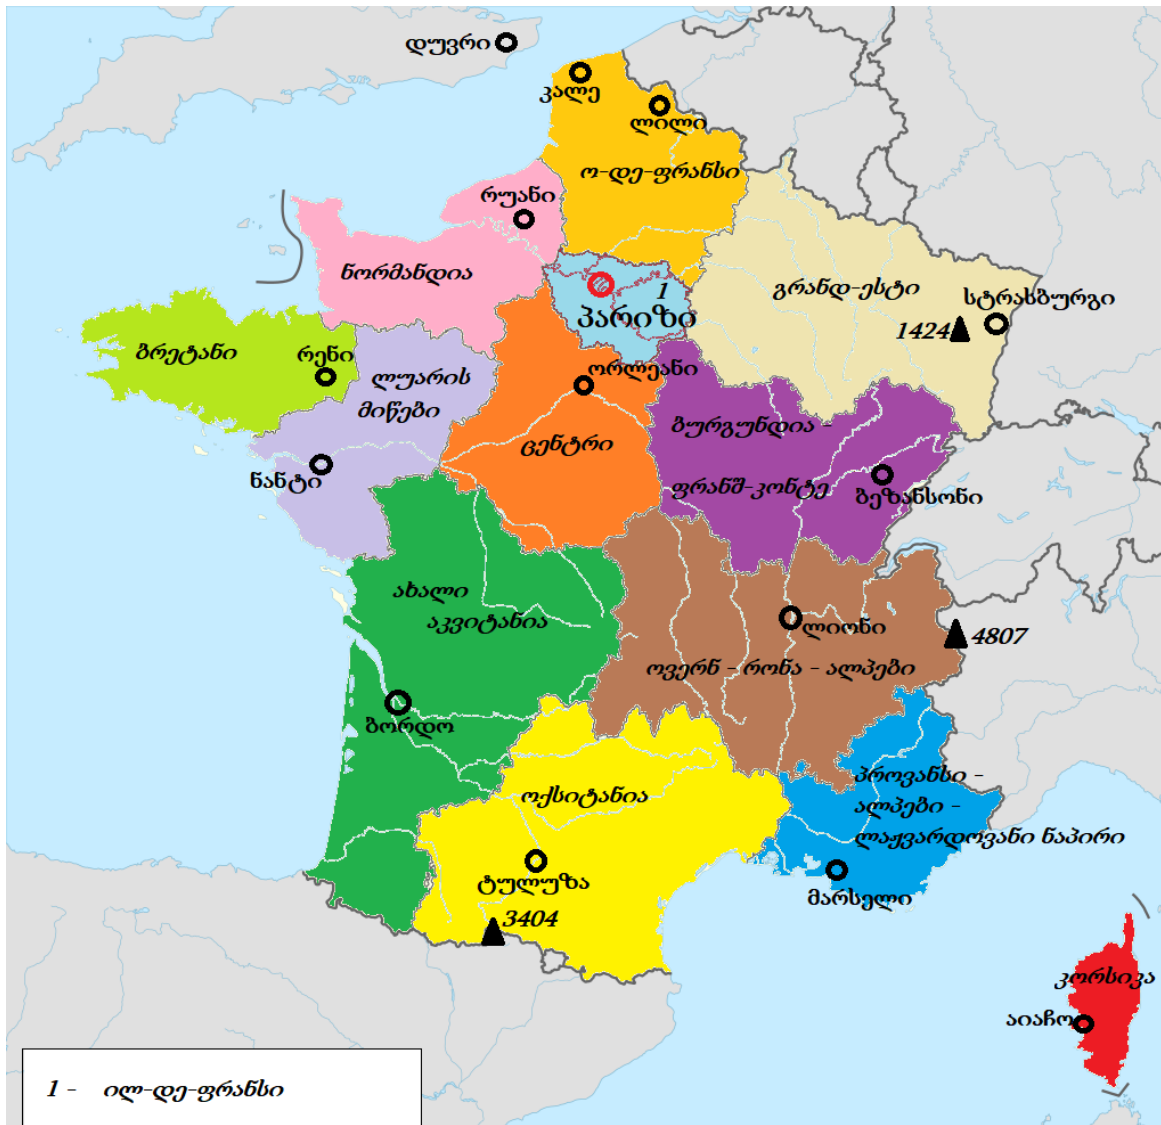 დუვრი
კალე
ლილი
ო-დე-ფრანსი
რუანი
ნორმანდია
გრანდ-ესტი
სტრასბურგი
1
1424
პარიზი
ბრეტანი
რენი
ლუარის
მიწები
ორლეანი
ცენტრი
ბურგუნდია -
ფრანშ-კონტე
ნანტი
ბეზანსონი
ახალი
აკვიტანია
ლიონი
4807
ოვერნ - რონა - ალპები
ბორდო
ოქსიტანია
პროვანსი -
ალპები -
ლაჟვარდოვანი ნაპირი
ტულუზა
მარსელი
3404
კორსიკა
აიაჩო
1 - ილ-დე-ფრანსი